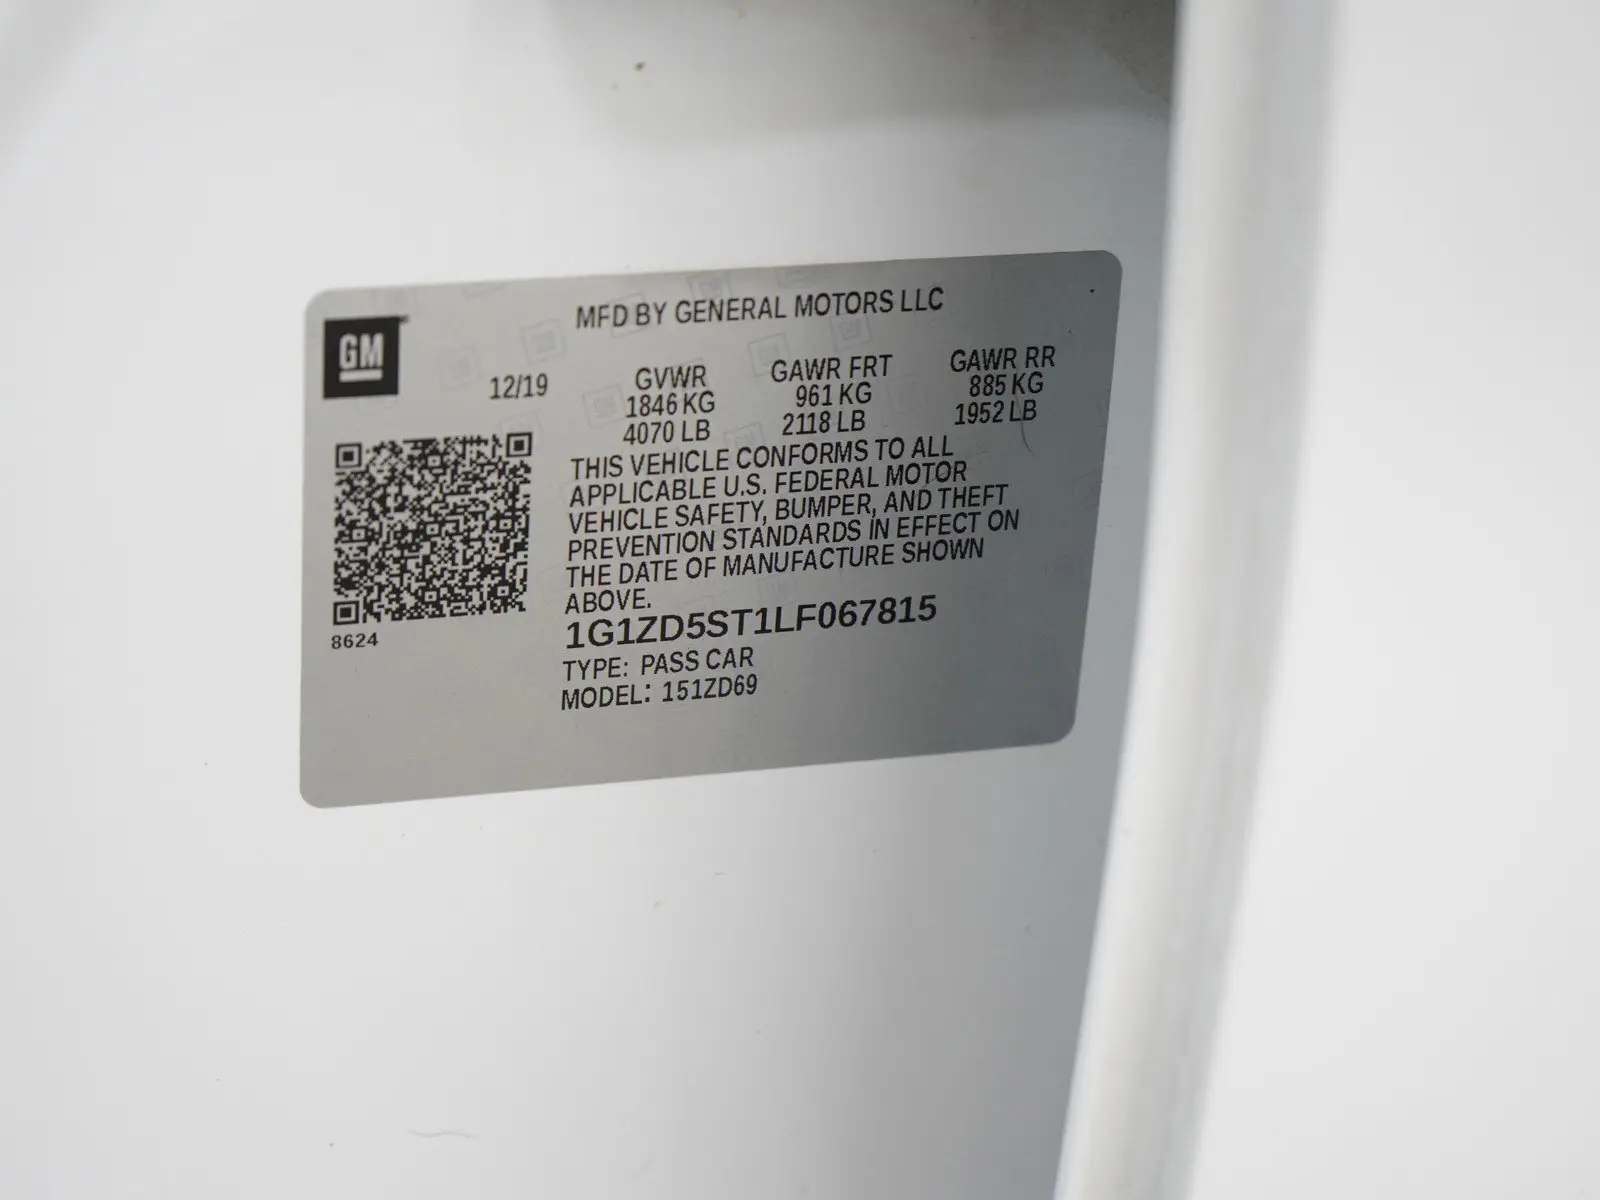 MFD BY GENERAL MOTORS LLC
GM
12/19
GVWR GAWR FRT GAWR RR
1846 KG 961 KG 885 KG
4070 LB 2118 LB 1952 LB
THIS VEHICLE CONFORMS TO ALL
APPLICABLE U.S. FEDERAL MOTOR
VEHICLE SAFETY, BUMPER, AND THEFT
PREVENTION STANDARDS IN EFFECT ON
THE DATE OF MANUFACTURE SHOWN
ABOVE.
8624
1G1ZD5ST1LF067815
TYPE: PASS CAR
MODEL: 151ZD69